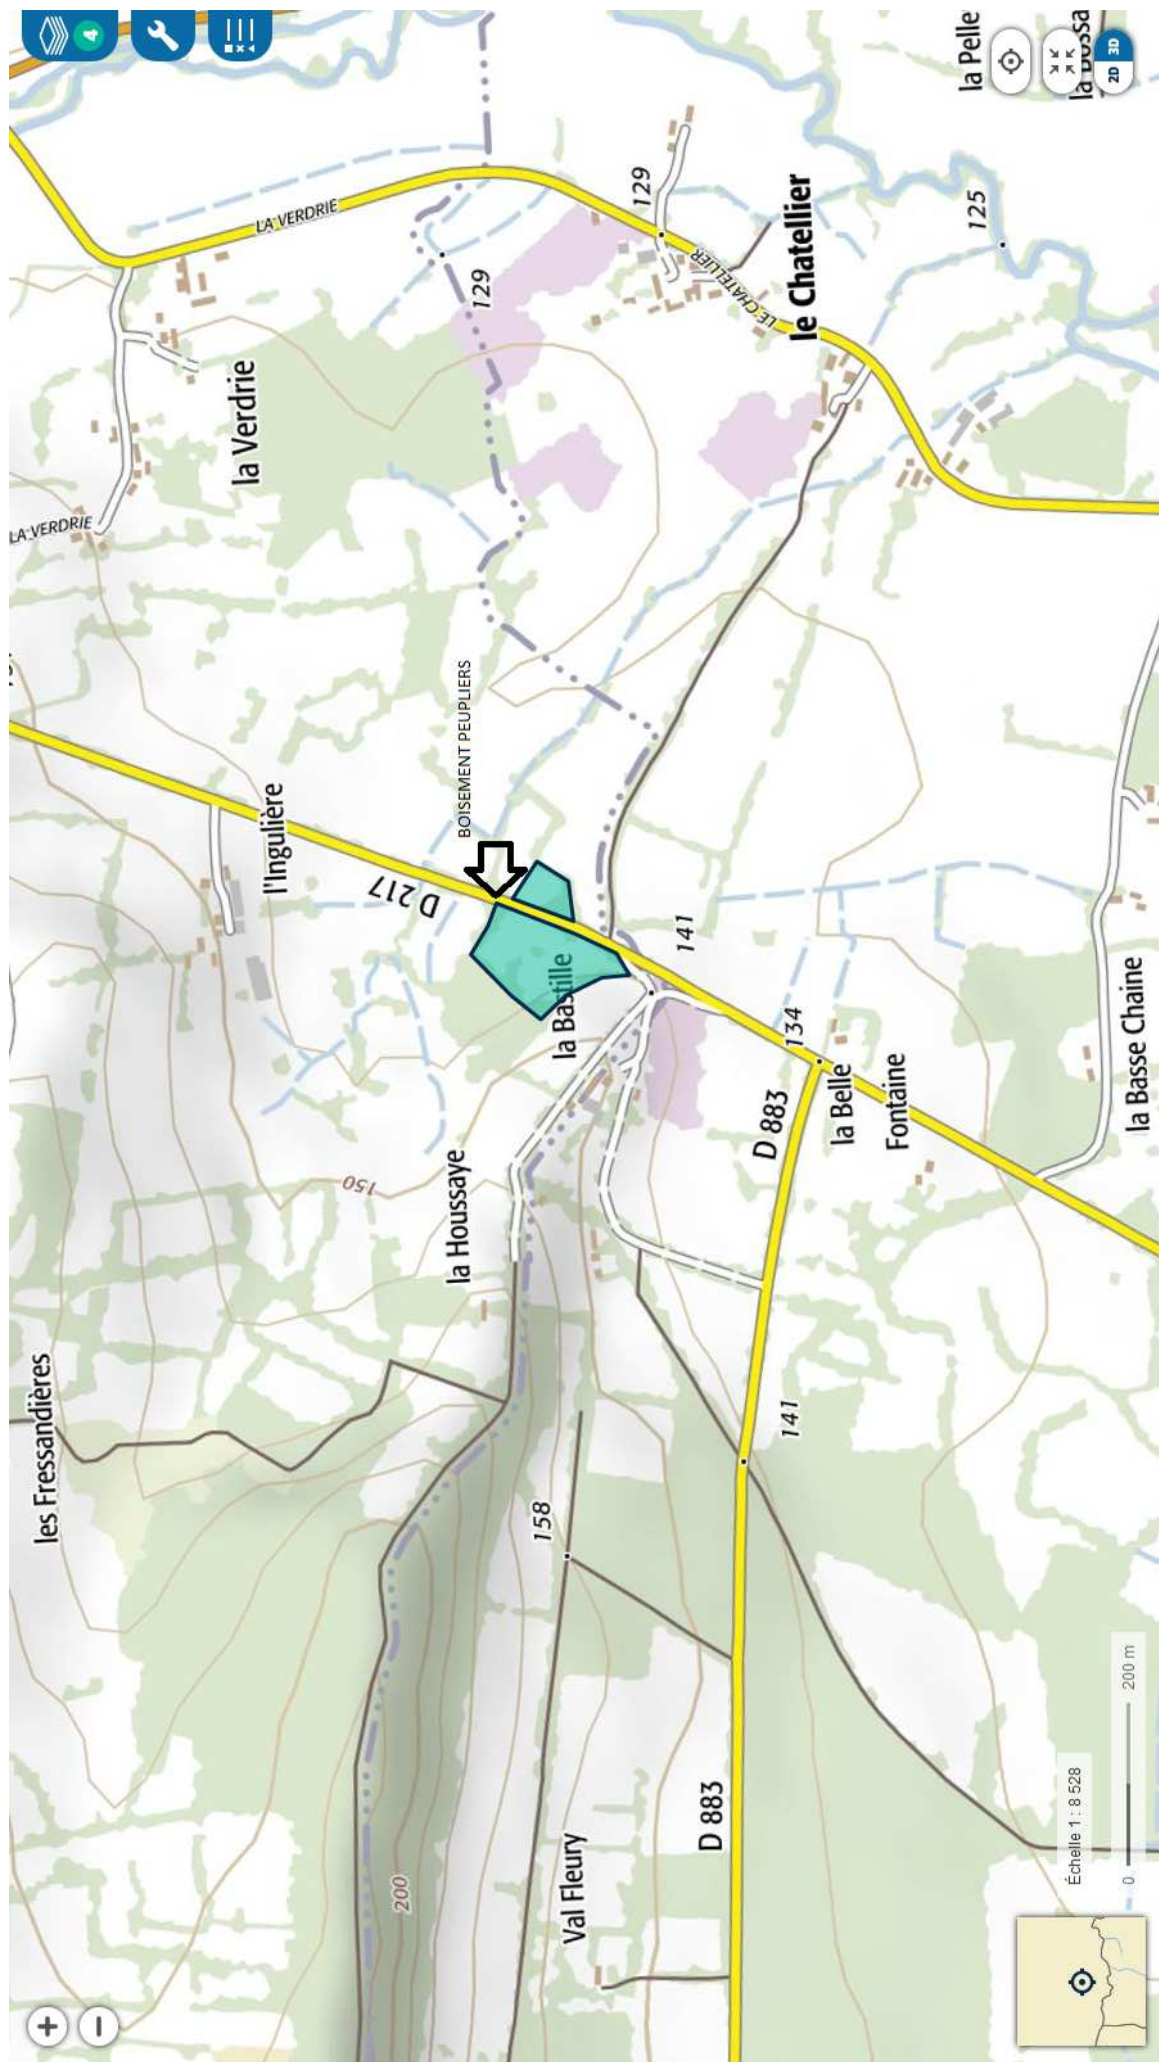 les Fressandières
LA VERDRIE
la Verdrie
LA VERDRIE
l'Ingulière
D 217
BOISEMENT PEUPLIERS
150
200
la Houssaye
la Bastille
158
Val Fleury
129
129
LE CHATELLIER
le Chatellier
125
la Pelle
141
134
la Belle
Fontaine
D 883
141
D 883
la Basse Chaine
Échelle 1 : 8 528
0
200 m
4
2D
3D